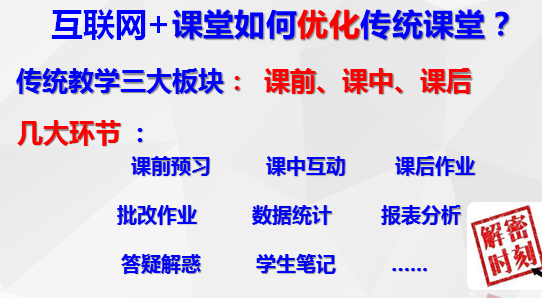 互联网+课堂如何优化传统课堂？
传统教学三大板块： 课前、课中、课后
几大环节 ：
课前预习 课中互动 课后作业
批改作业 数据统计 报表分析
答疑解惑 学生笔记 ......
解密
时刻